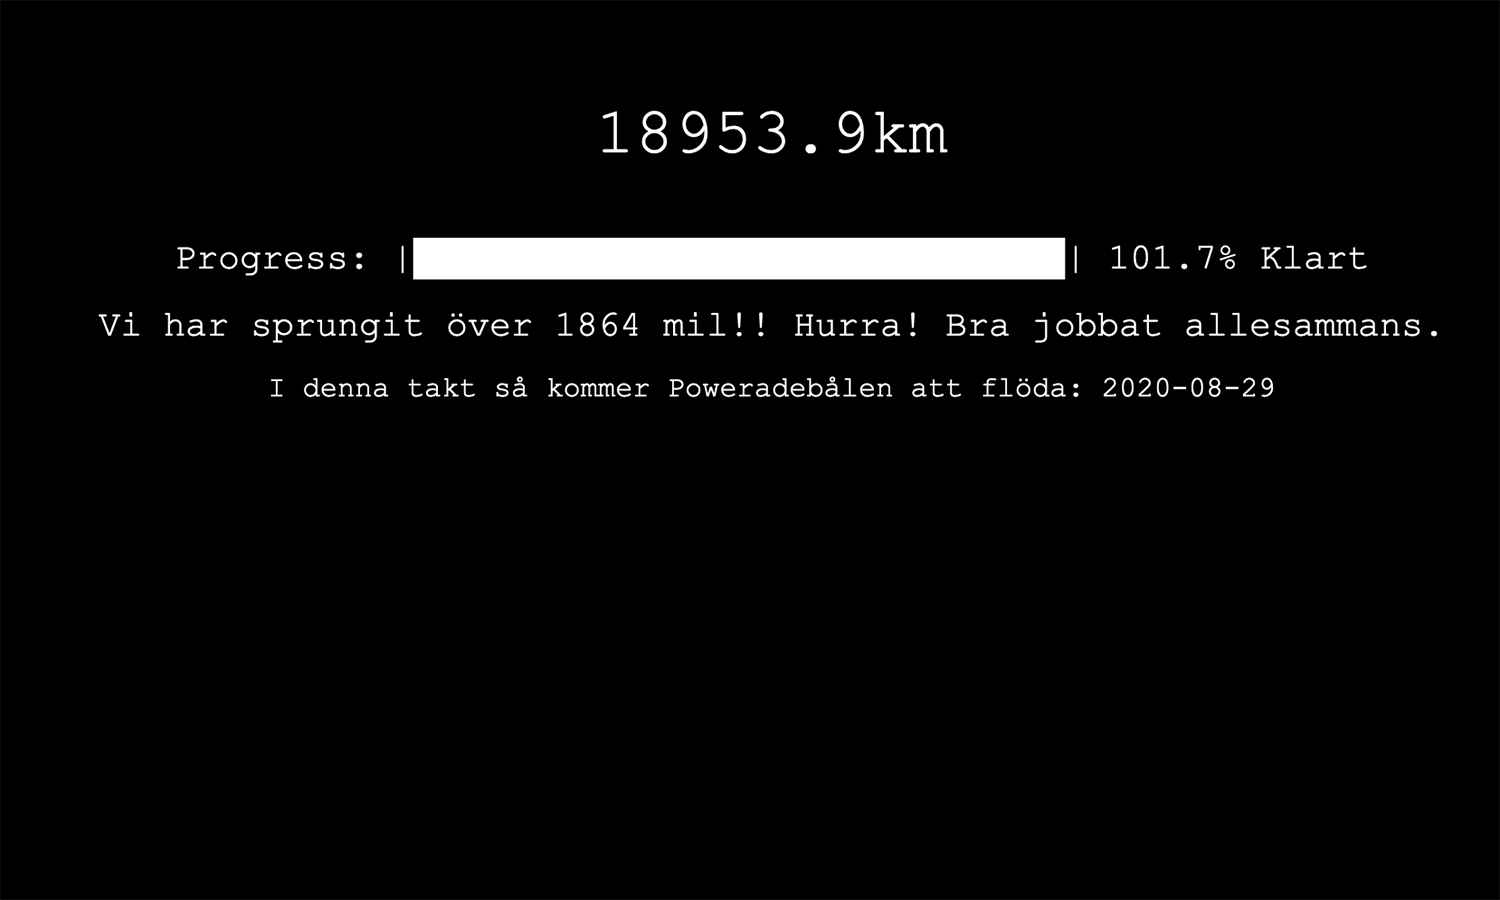 18953.9km
Progress: | | 101.7% Klart
Vi har sprungit över 1864 mil!! Hurra! Bra jobbat allesammans.
I denna takt så kommer Poweradebålen att flöda: 2020-08-29